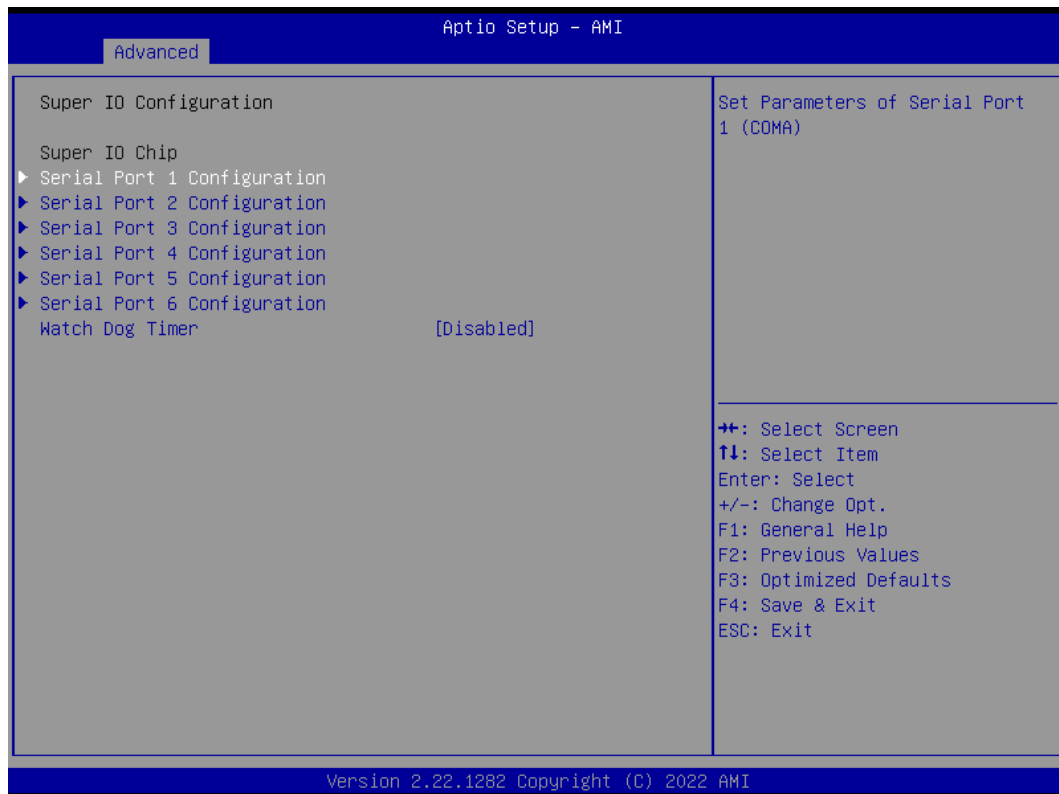 Aptio Setup – AMI
Advanced
Super IO Configuration
Super IO Chip
▶ Serial Port 1 Configuration
▶ Serial Port 2 Configuration
▶ Serial Port 3 Configuration
▶ Serial Port 4 Configuration
▶ Serial Port 5 Configuration
▶ Serial Port 6 Configuration
Watch Dog Timer [Disabled]
Set Parameters of Serial Port
1 (COMA)
→←: Select Screen
↑↓: Select Item
Enter: Select
+/-: Change Opt.
F1: General Help
F2: Previous Values
F3: Optimized Defaults
F4: Save & Exit
ESC: Exit
Version 2.22.1282 Copyright (C) 2022 AMI